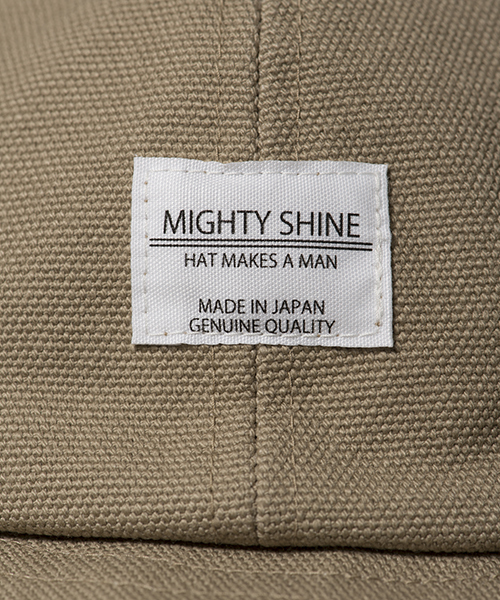 MIGHTY SHINE
HAT MAKES A MAN
MADE IN JAPAN
GENUINE QUALITY